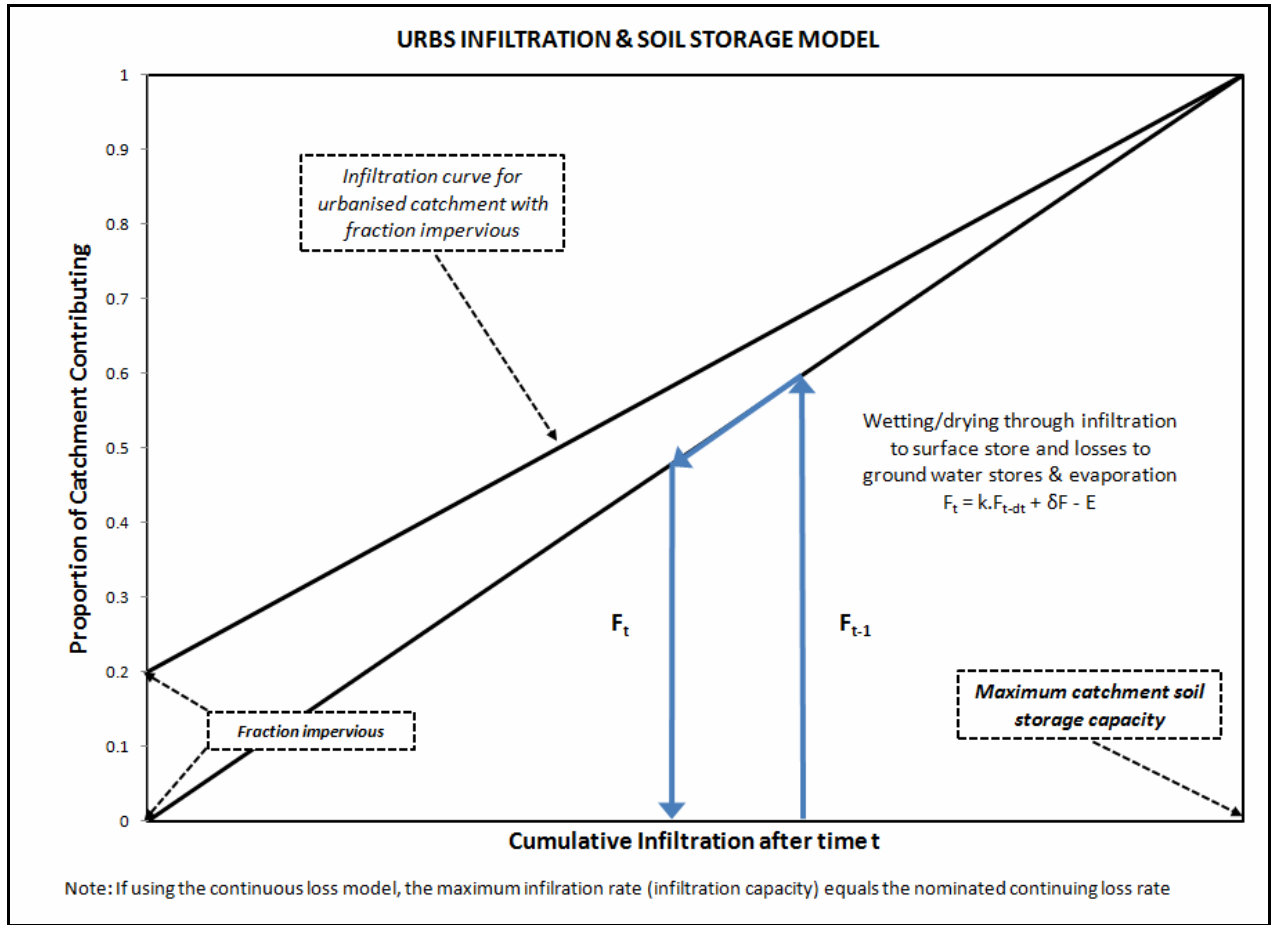 URBS INFILTRATION & SOIL STORAGE MODEL
1
0.9
0.8
0.7
0.6
0.5
0.4
0.3
0.2
0.1
0
Proportion of Catchment Contributing
Infiltration curve for
urbanised catchment with
fraction impervious
Wetting/drying through infiltration
to surface store and losses to
ground water stores & evaporation
Fₜ = k.Fₜ₋dₜ + δF - E
Fₜ
Fₜ₋₁
Maximum catchment soil
storage capacity
Fraction impervious
Cumulative Infiltration after time t
Note: If using the continuous loss model, the maximum infilration rate (infiltration capacity) equals the nominated continuing loss rate